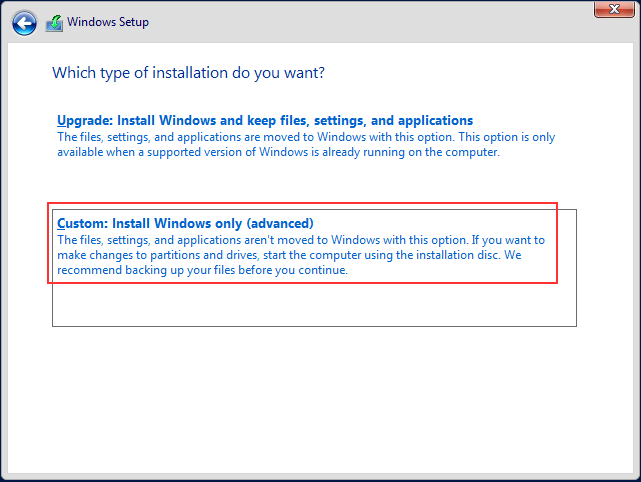 Windows Setup
Which type of installation do you want?
Upgrade: Install Windows and keep files, settings, and applications
The files, settings, and applications are moved to Windows with this option. This option is only
available when a supported version of Windows is already running on the computer.
Custom: Install Windows only (advanced)
The files, settings, and applications aren't moved to Windows with this option. If you want to
make changes to partitions and drives, start the computer using the installation disc. We
recommend backing up your files before you continue.